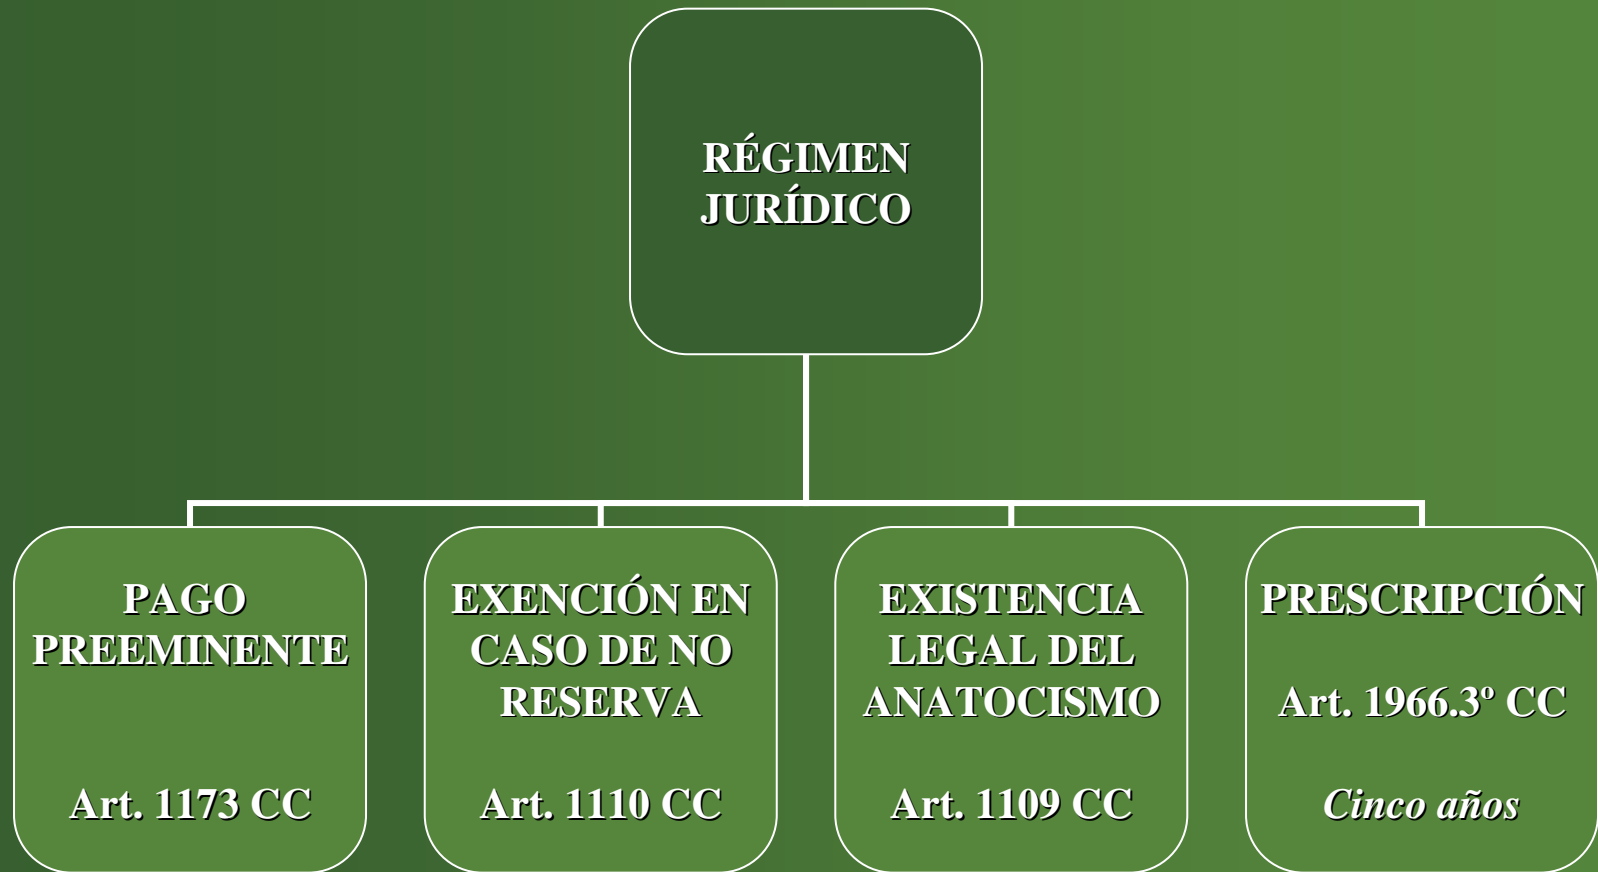 RÉGIMEN
JURÍDICO
PAGO
PREEMINENTE
Art. 1173 CC
EXENCIÓN EN
CASO DE NO
RESERVA
Art. 1110 CC
EXISTENCIA
LEGAL DEL
ANATOCISMO
Art. 1109 CC
PRESCRIPCIÓN
Art. 1966.3º CC
Cinco años